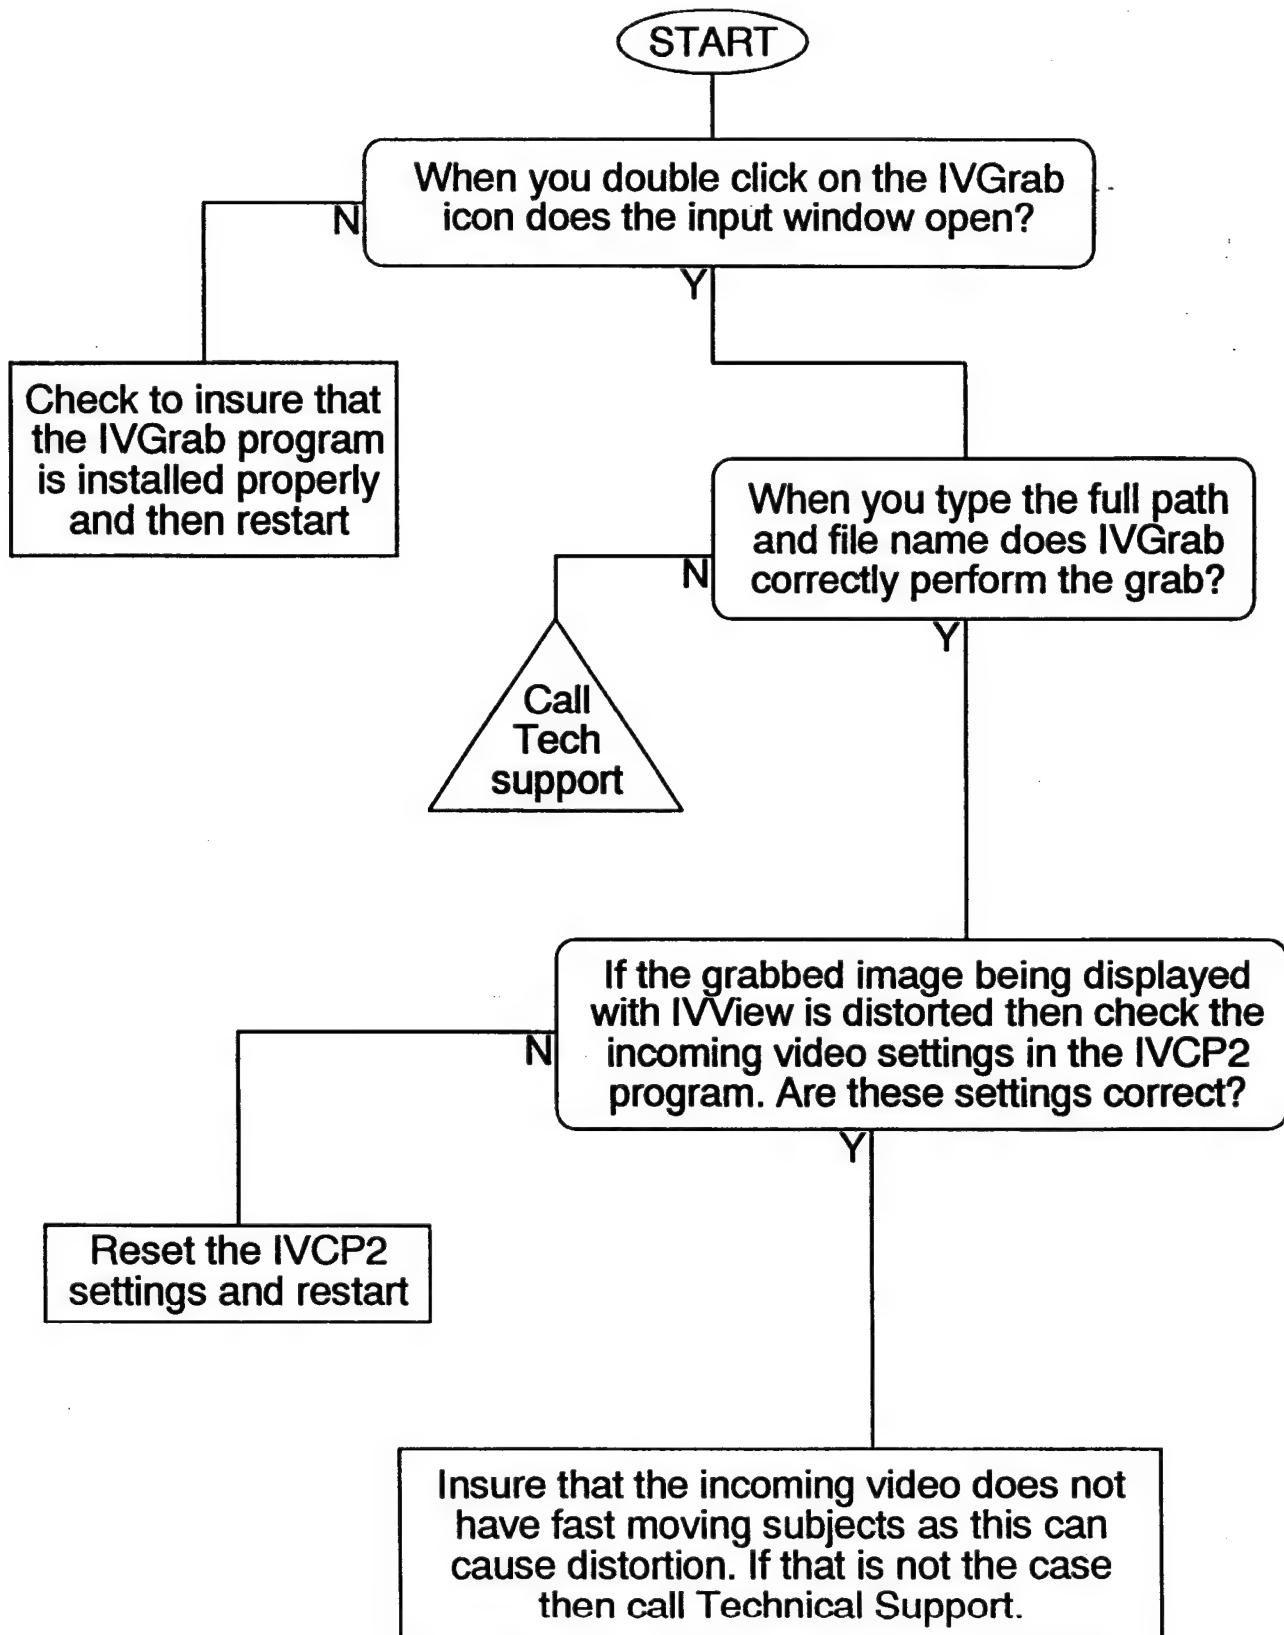 START
When you double click on the IVGrab
icon does the input window open?
N
Y
Check to insure that
the IVGrab program
is installed properly
and then restart
When you type the full path
and file name does IVGrab
correctly perform the grab?
N
Y
Call
Tech
support
If the grabbed image being displayed
with IVView is distorted then check the
incoming video settings in the IVCP2
program. Are these settings correct?
N
Y
Reset the IVCP2
settings and restart
Insure that the incoming video does not
have fast moving subjects as this can
cause distortion. If that is not the case
then call Technical Support.